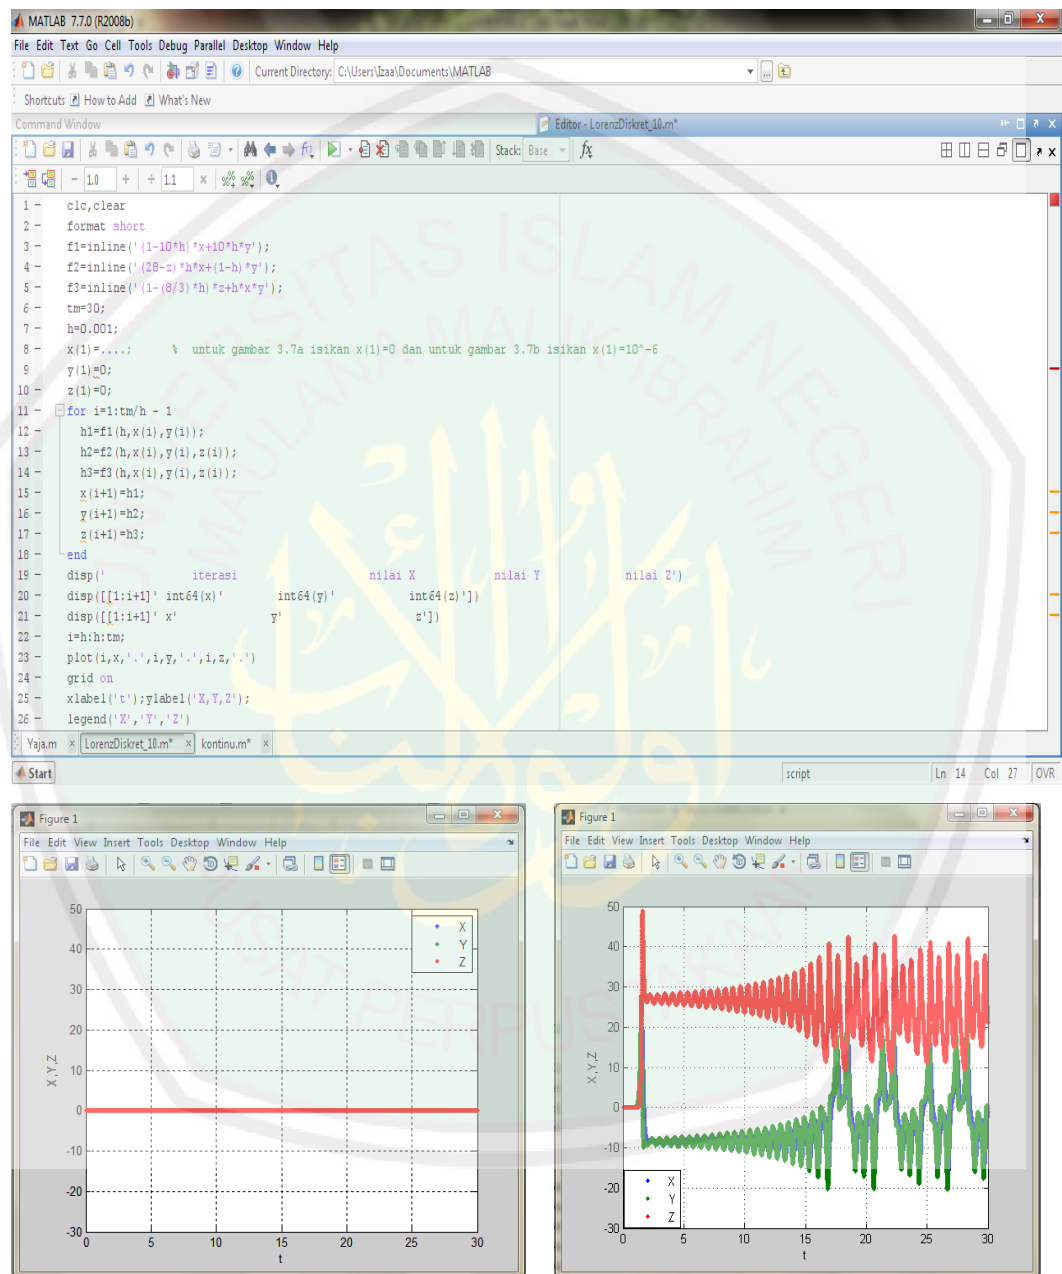 MATLAB 7.7.0 (R2008b)
File Edit Text Go Cell Tools Debug Parallel Desktop Window Help
Current Directory: C:\Users\Izaa\Documents\MATLAB
Shortcuts How to Add What's New
Command Window
Editor - LorenzDiskret_10.m*
Stack: Base fx
- 1.0 + ÷ 1.1 ×
1 - clc,clear
2 - format short
3 - f1=inline('(1-10*h)*x+10*h*y');
4 - f2=inline('(28-z)*h*x+(1-h)*y');
5 - f3=inline('(1-(8/3)*h)*z+h*x*y');
6 - tm=30;
7 - h=0.001;
8 - x(1)=....; % untuk gambar 3.7a isikan x(1)=0 dan untuk gambar 3.7b isikan x(1)=10^-6
9 y(1)=0;
10 - z(1)=0;
11 - for i=1:tm/h - 1
12 - h1=f1(h,x(i),y(i));
13 - h2=f2(h,x(i),y(i),z(i));
14 - h3=f3(h,x(i),y(i),z(i));
15 - x(i+1)=h1;
16 - y(i+1)=h2;
17 - z(i+1)=h3;
18 - end
19 - disp(' iterasi nilai X nilai Y nilai Z')
20 - disp([[1:i+1]' int64(x)' int64(y)' int64(z)'])
21 - disp([[1:i+1]' x' y' z'])
22 - i=h:h:tm;
23 - plot(i,x,'.',i,y,'.',i,z,'.')
24 - grid on
25 - xlabel('t');ylabel('X,Y,Z');
26 - legend('X','Y','Z')
Yaja.m × LorenzDiskret_10.m* × kontinu.m* ×
Start
script
Ln 14 Col 27 OVR
UNIVERSITAS ISLAM NEGERI
MAULANA MALIK IBRAHIM
PUSAT PERPUSTAKAAN
Figure 1
File Edit View Insert Tools Desktop Window Help
50
40
30
20
10
0
-10
-20
-30
X,Y,Z
0 5 10 15 20 25 30
t
X
Y
Z
Figure 1
File Edit View Insert Tools Desktop Window Help
50
40
30
20
10
0
-10
-20
-30
X,Y,Z
X
Y
Z
0 5 10 15 20 25 30
t